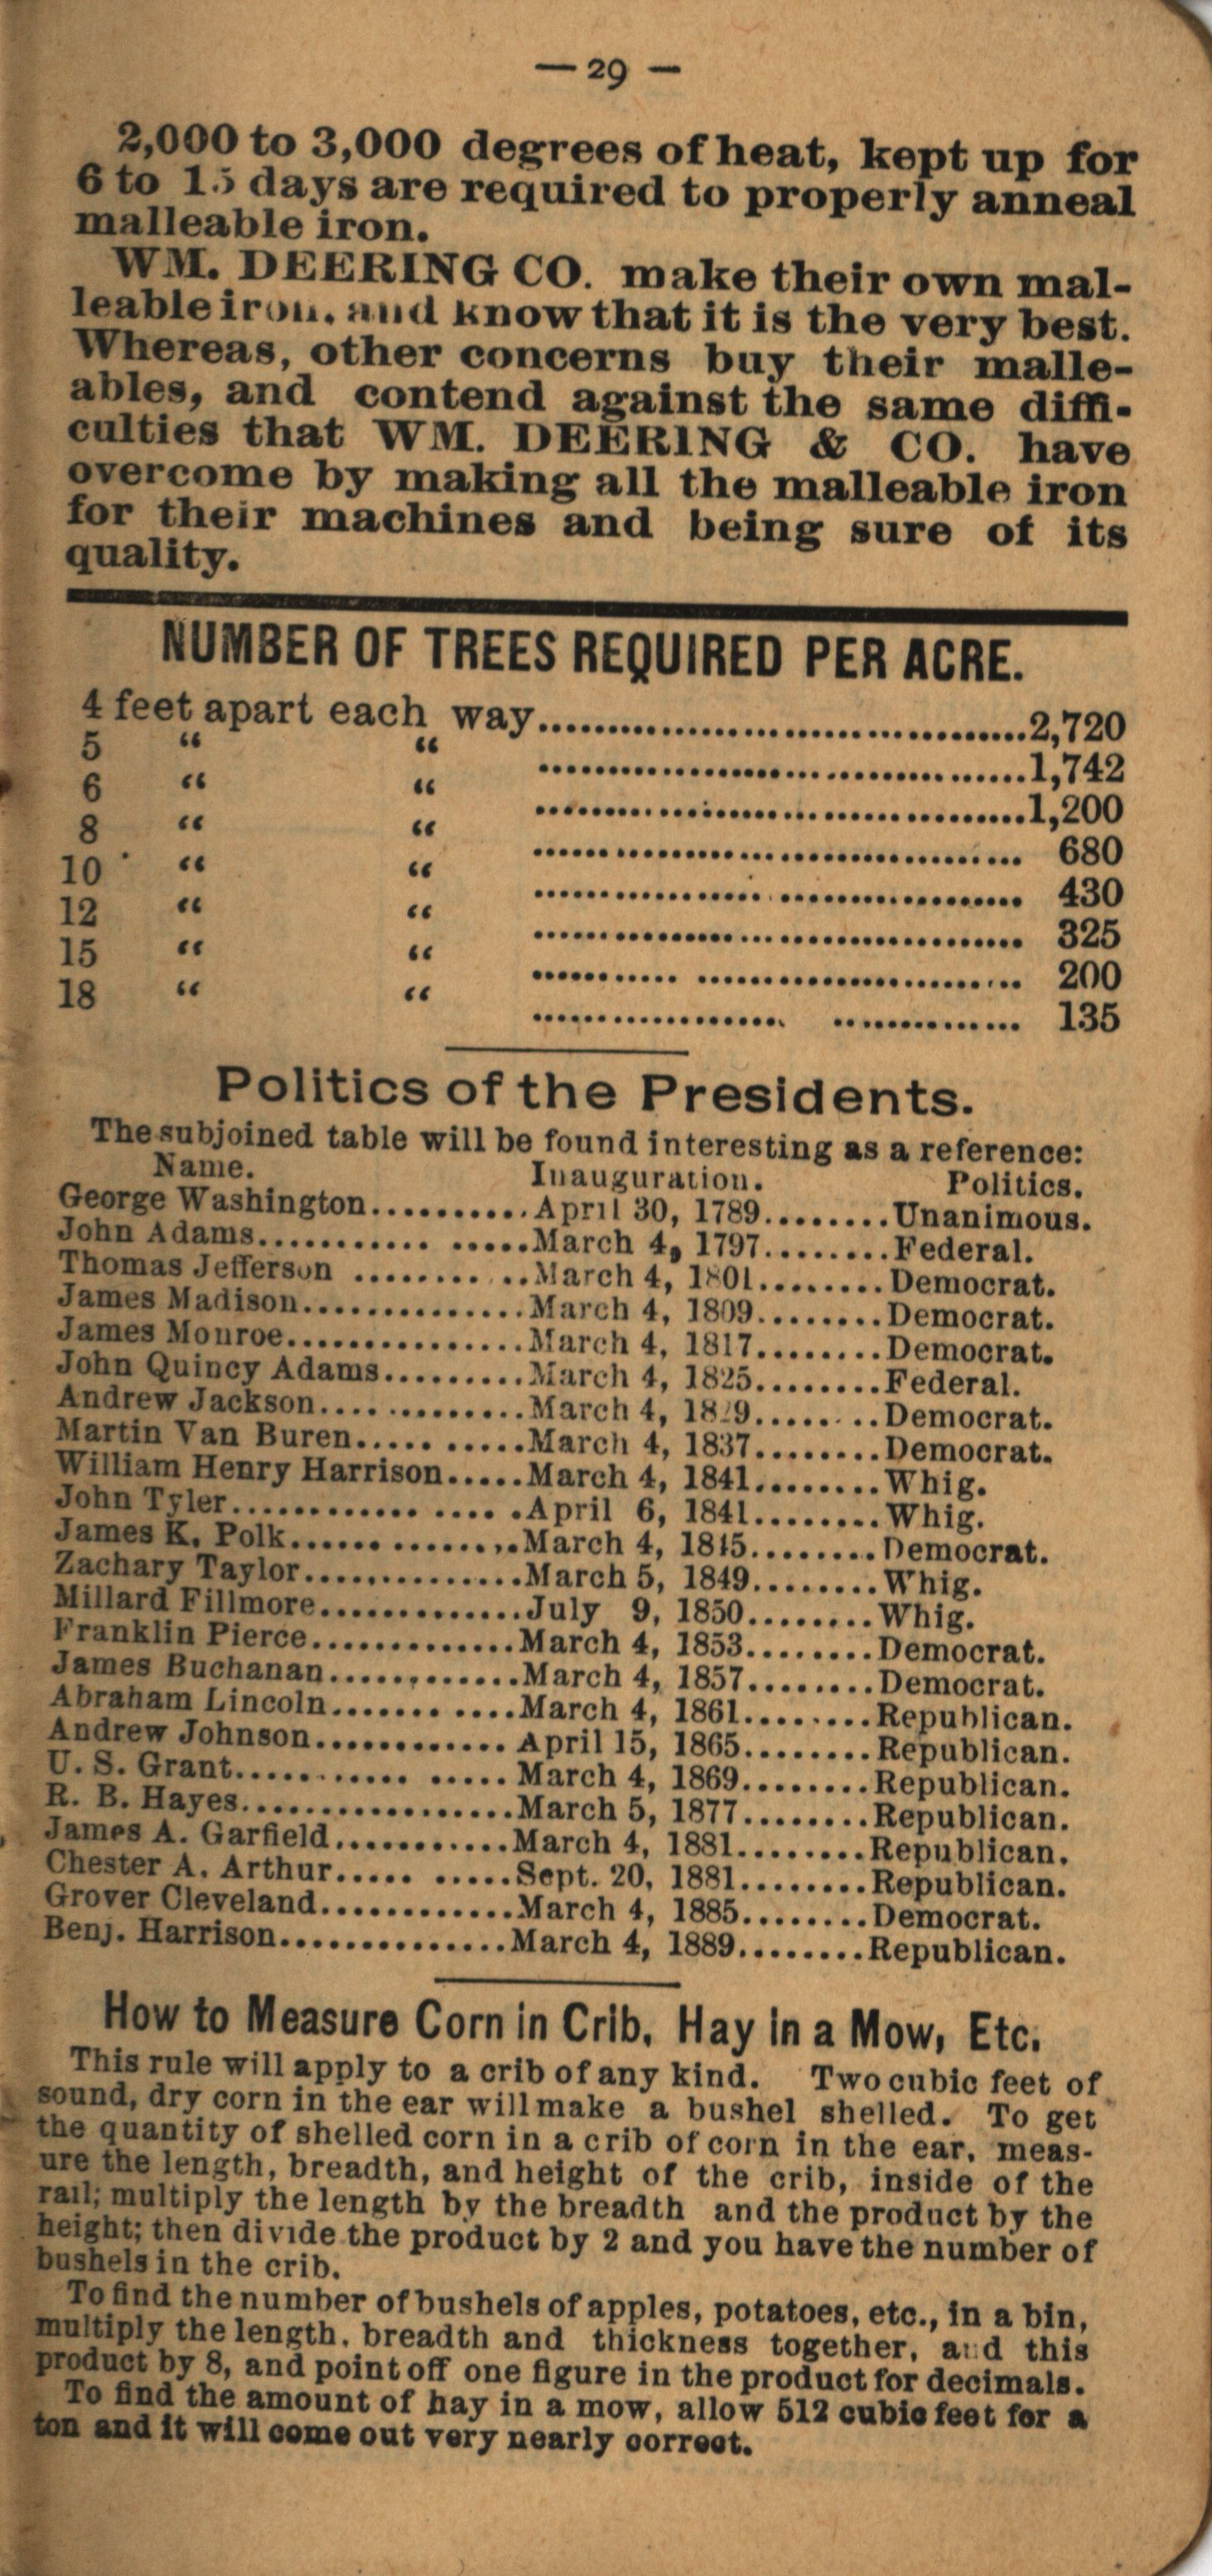 — 29 —
2,000 to 3,000 degrees of heat, kept up for
6 to 15 days are required to properly anneal
malleable iron.
WM. DEERING CO. make their own mal-
leable iron, and know that it is the very best.
Whereas, other concerns buy their malle-
ables, and contend against the same diffi-
culties that WM. DEERING & CO. have
overcome by making all the malleable iron
for their machines and being sure of its
quality.
NUMBER OF TREES REQUIRED PER ACRE.
4 feet apart each way....................2,720
5 " " ....................1,742
6 " " ....................1,200
8 " " .................... 680
10 " " .................... 430
12 " " .................... 325
15 " " .................... 200
18 " " .................... 135
Politics of the Presidents.
The subjoined table will be found interesting as a reference:
Name. Inauguration. Politics.
George Washington..........April 30, 1789........Unanimous.
John Adams................March 4, 1797........Federal.
Thomas Jefferson ..........March 4, 1801........Democrat.
James Madison..............March 4, 1809........Democrat.
James Monroe...............March 4, 1817........Democrat.
John Quincy Adams.........March 4, 1825........Federal.
Andrew Jackson.............March 4, 1829........Democrat.
Martin Van Buren..........March 4, 1837........Democrat.
William Henry Harrison.....March 4, 1841........Whig.
John Tyler.................April 6, 1841........Whig.
James K. Polk..............March 4, 1845........Democrat.
Zachary Taylor..............March 5, 1849........Whig.
Millard Fillmore.............July 9, 1850........Whig.
Franklin Pierce.............March 4, 1853........Democrat.
James Buchanan............March 4, 1857........Democrat.
Abraham Lincoln...........March 4, 1861........Republican.
Andrew Johnson............ April 15, 1865........Republican.
U. S. Grant................ March 4, 1869........Republican.
R. B. Hayes.................March 5, 1877........Republican.
James A. Garfield...........March 4, 1881........Republican.
Chester A. Arthur..........Sept. 20, 1881........Republican.
Grover Cleveland............March 4, 1885........Democrat.
Benj. Harrison..............March 4, 1889........Republican.
How to Measure Corn in Crib, Hay in a Mow, Etc.
This rule will apply to a crib of any kind. Two cubic feet of
sound, dry corn in the ear will make a bushel shelled. To get
the quantity of shelled corn in a crib of corn in the ear, meas-
ure the length, breadth, and height of the crib, inside of the
rail; multiply the length by the breadth and the product by the
height; then divide the product by 2 and you have the number of
bushels in the crib.
To find the number of bushels of apples, potatoes, etc., in a bin,
multiply the length, breadth and thickness together, and this
product by 8, and point off one figure in the product for decimals.
To find the amount of hay in a mow, allow 512 cubic feet for a
ton and it will come out very nearly correct.